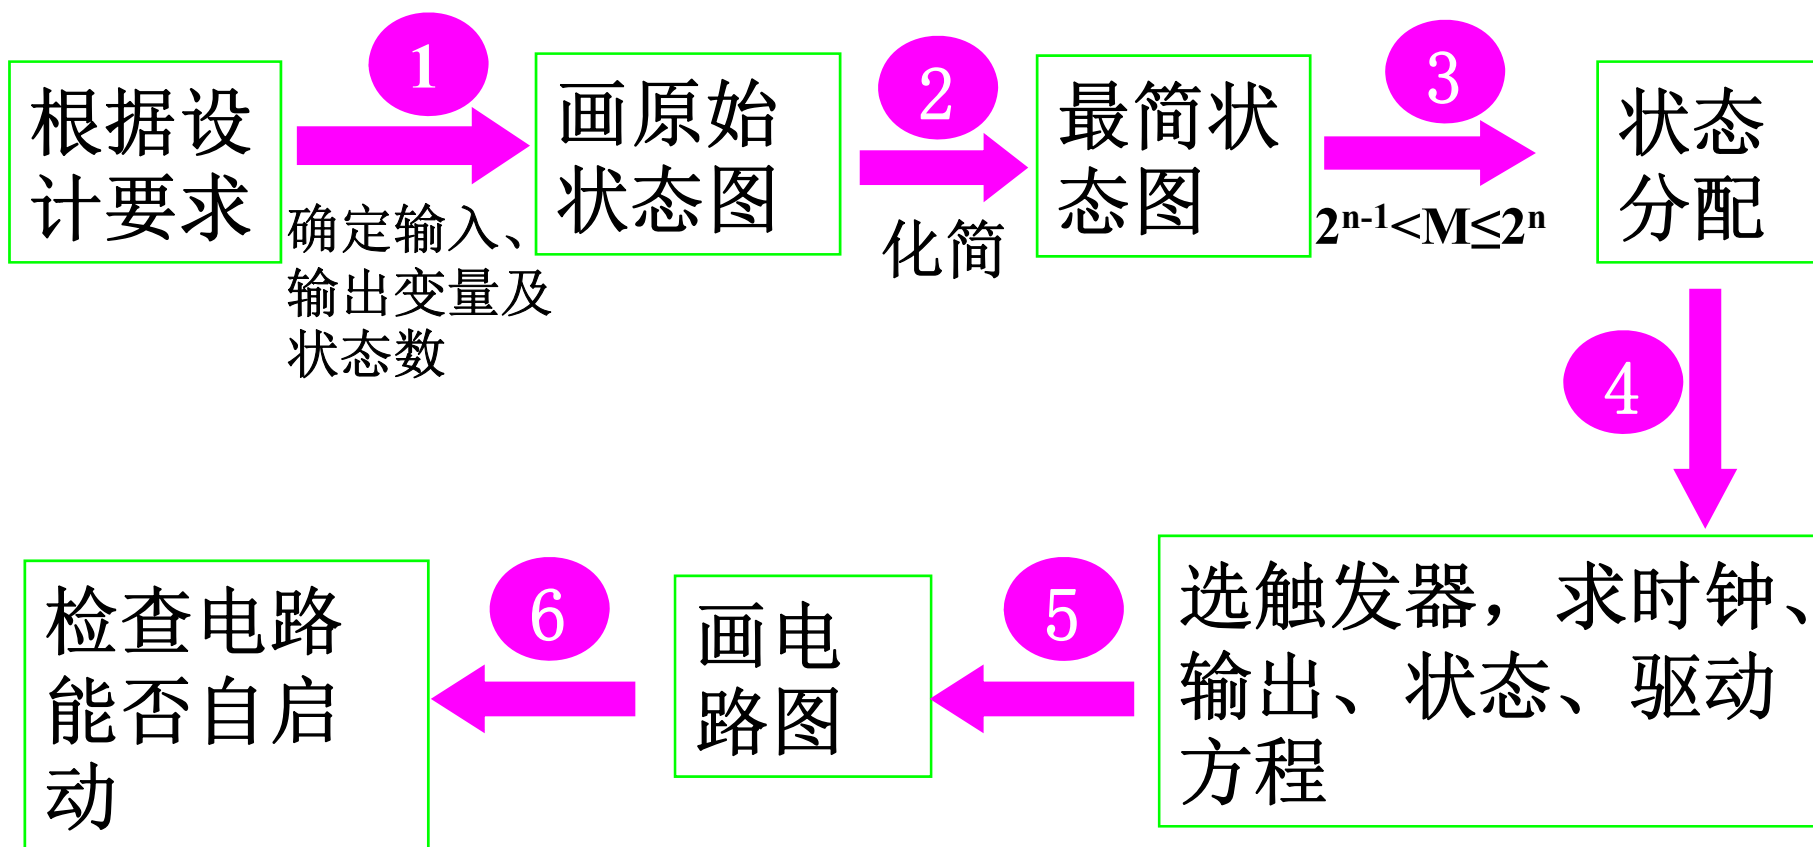 1
根据设
计要求
确定输入、
输出变量及
状态数
画原始
状态图
2
化简
最简状
态图
3
2ⁿ⁻¹<M≤2ⁿ
状态
分配
4
选触发器，求时钟、
输出、状态、驱动
方程
5
画电
路图
6
检查电路
能否自启
动